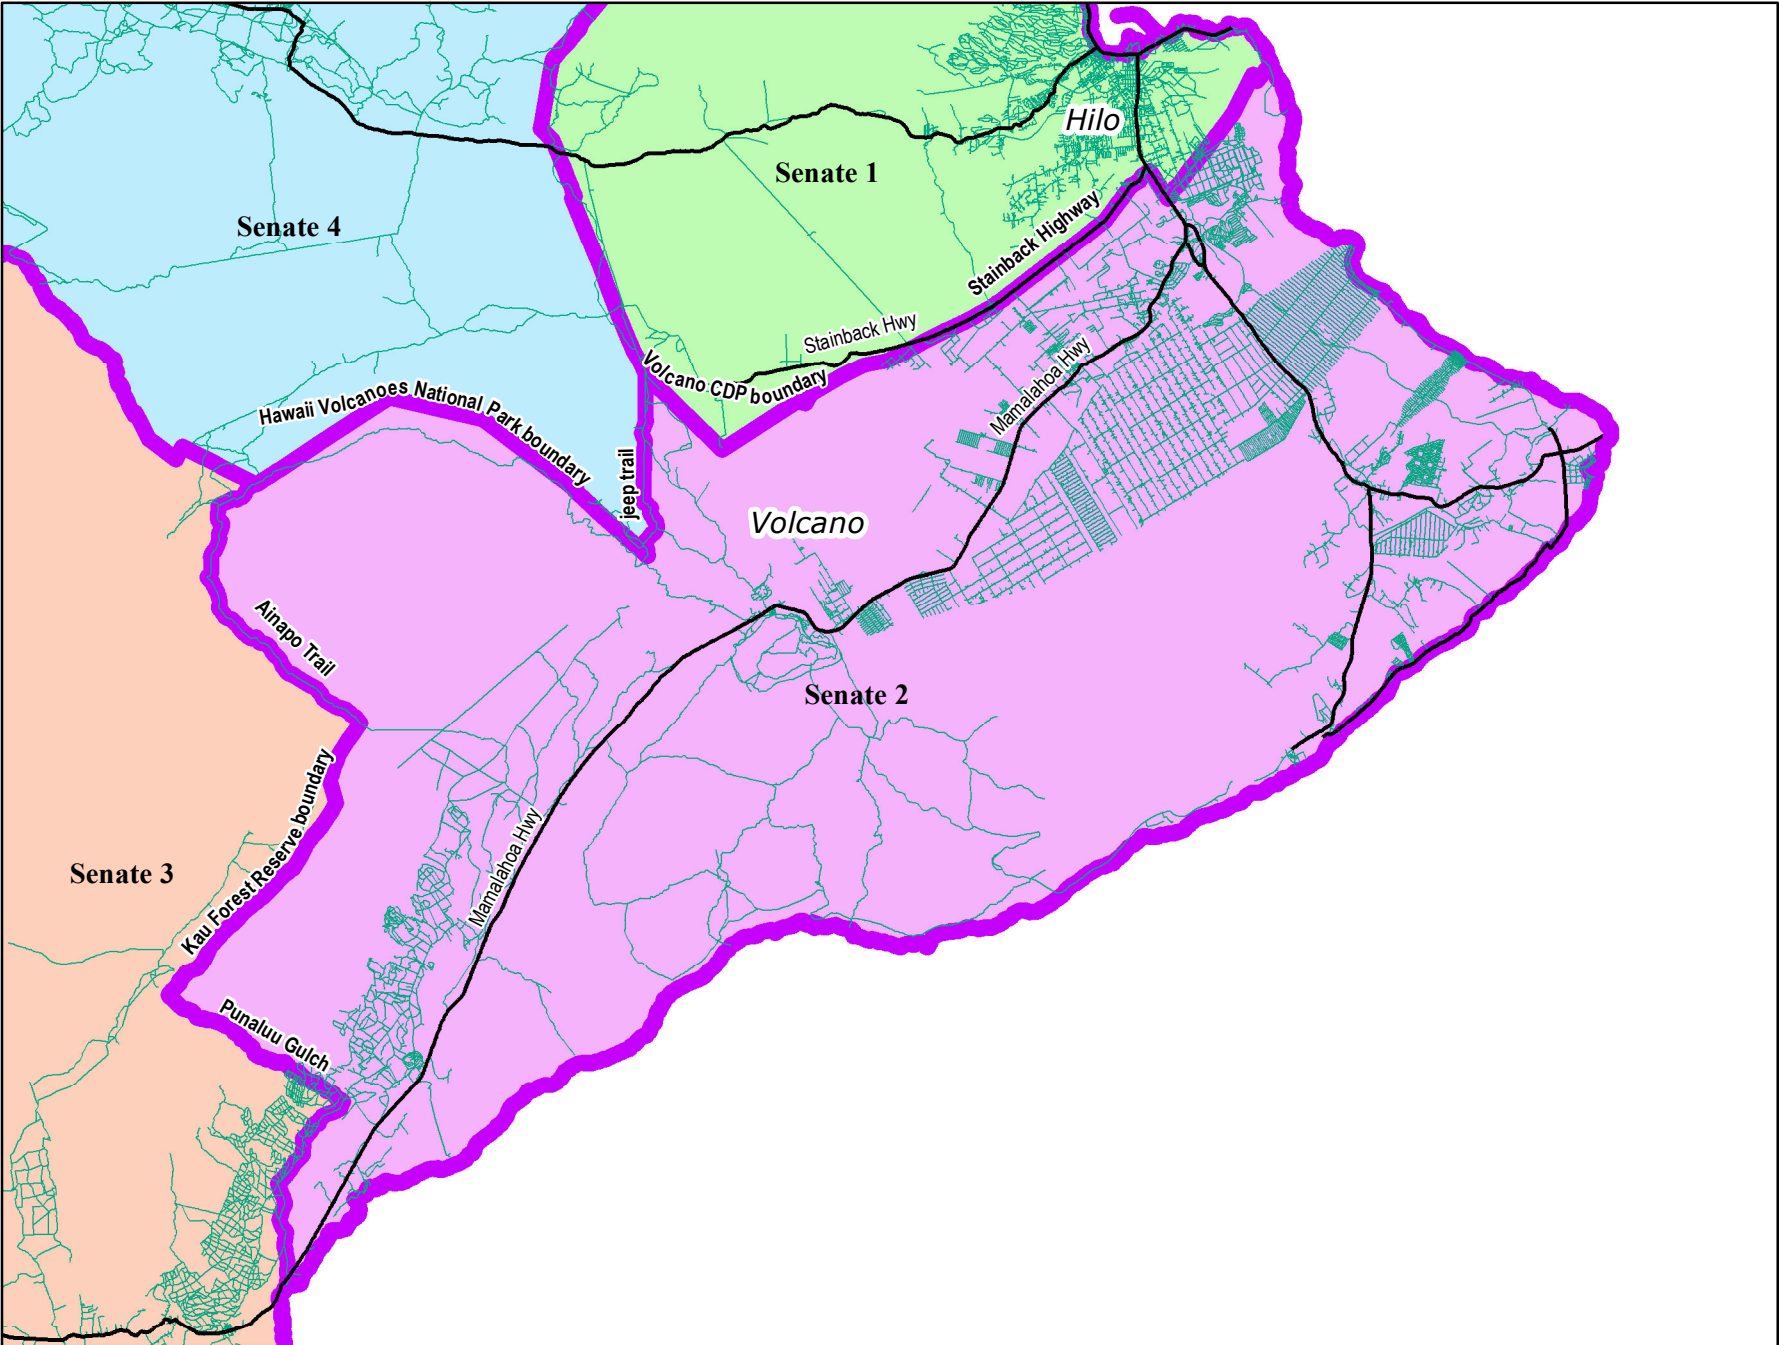 Hilo
Senate 1
Senate 4
Stainback Highway
Stainback Hwy
Volcano CDP boundary
Mamalahoa Hwy
Hawaii Volcanoes National Park boundary
jeep trail
Volcano
Ainapo Trail
Senate 2
Kau Forest Reserve boundary
Mamalahoa Hwy
Senate 3
Punaluu Gulch